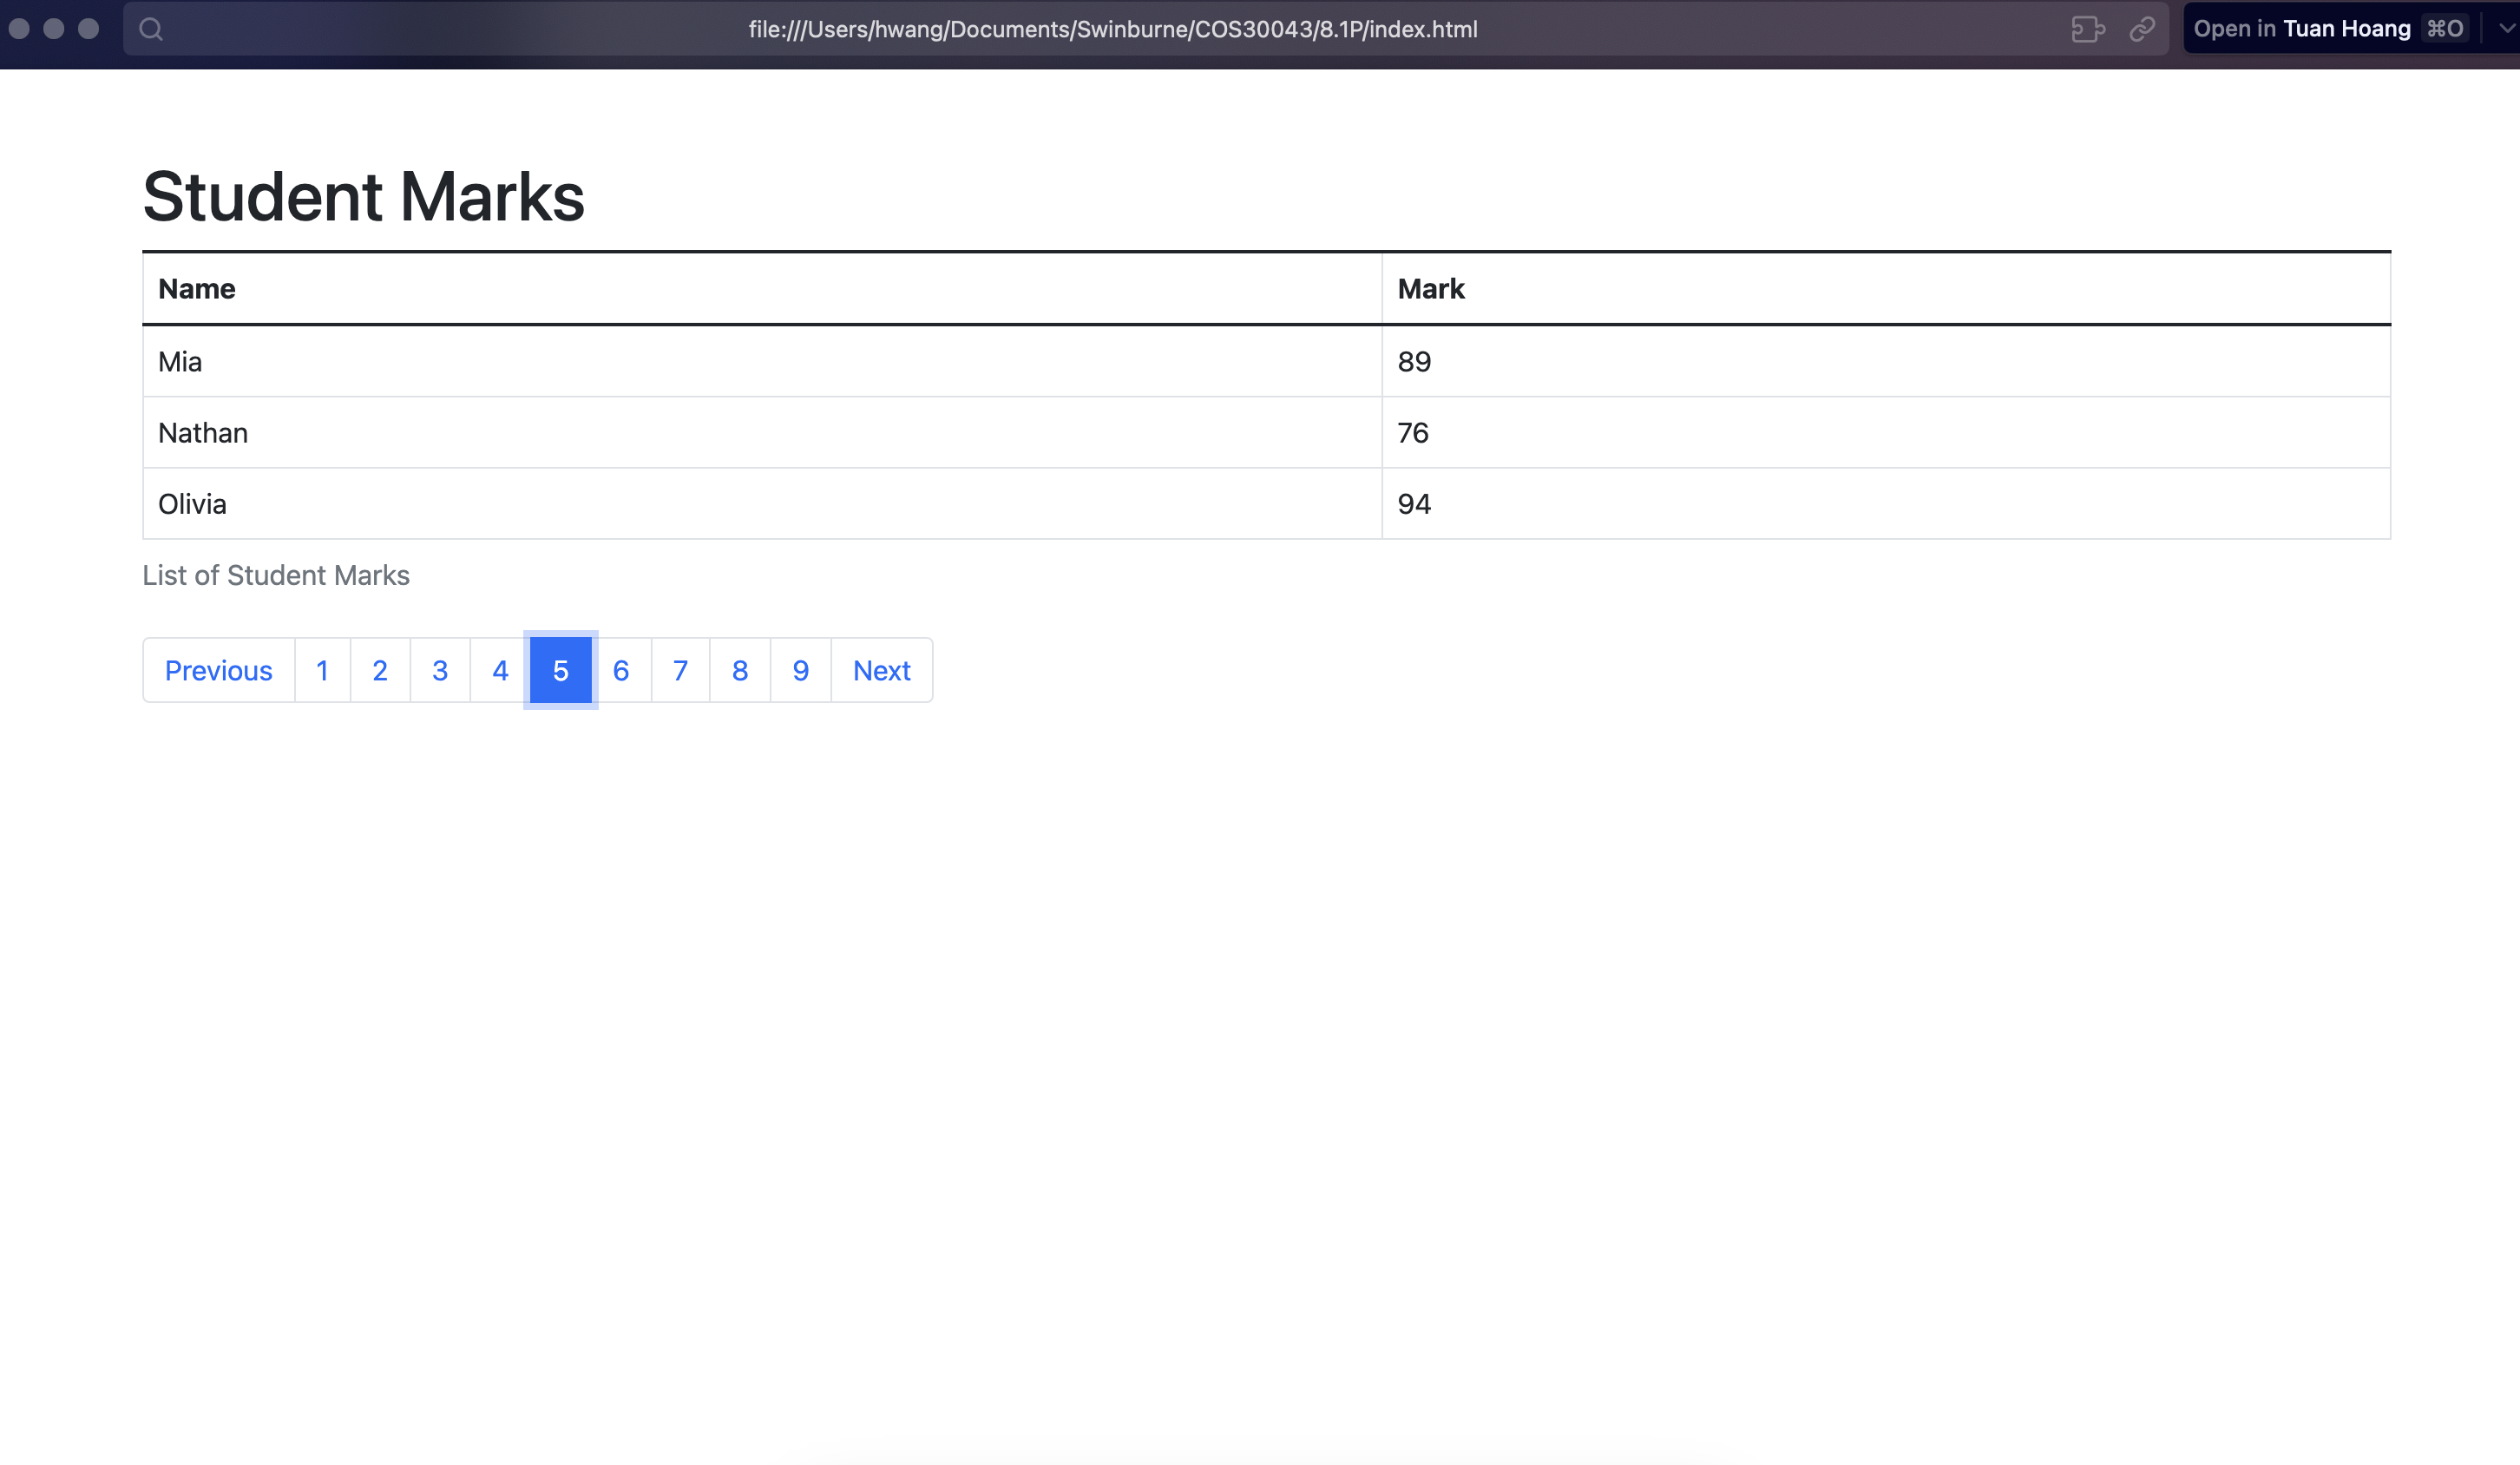 file:///Users/hwang/Documents/Swinburne/COS30043/8.1P/index.html Open in Tuan Hoang ⌘O
Student Marks
Name Mark
Mia 89
Nathan 76
Olivia 94
List of Student Marks
Previous 1 2 3 4 5 6 7 8 9 Next